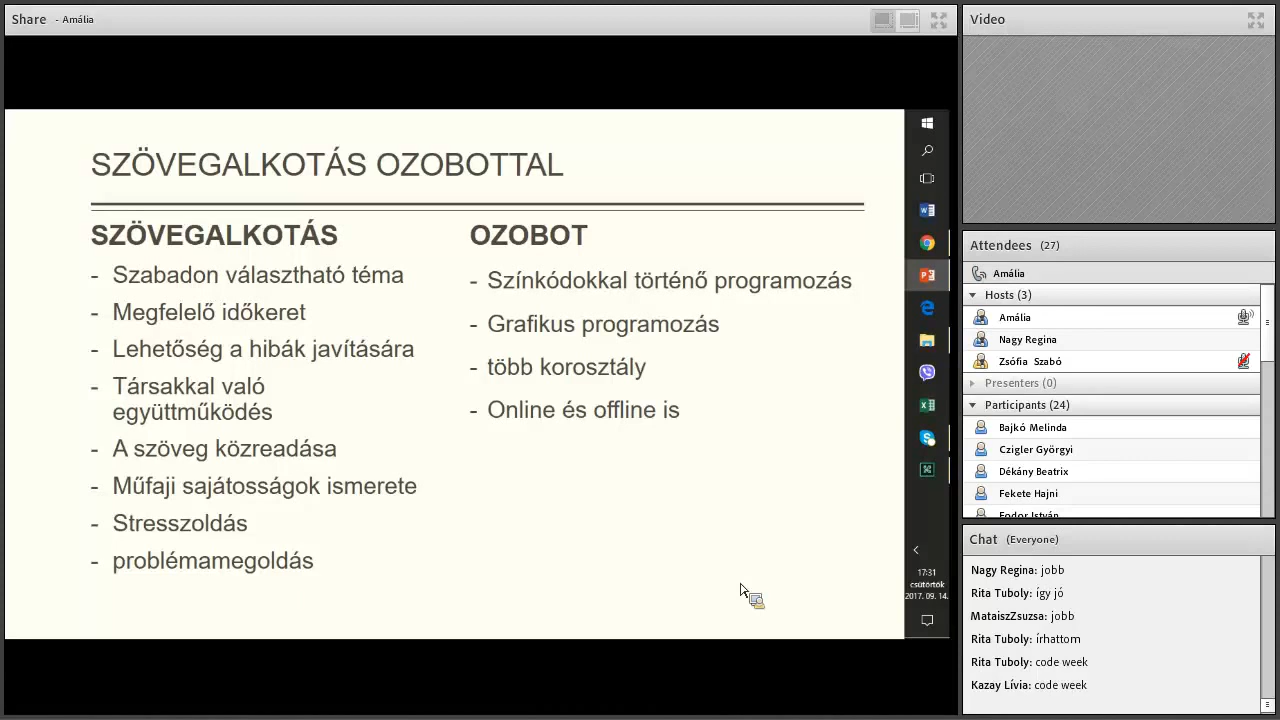 Share - Amália
SZÖVEGALKOTÁS OZOBOTTAL
SZÖVEGALKOTÁS
- Szabadon választható téma
- Megfelelő időkeret
- Lehetőség a hibák javítására
- Társakkal való
együttműködés
- A szöveg közreadása
- Műfaji sajátosságok ismerete
- Stresszoldás
- problémamegoldás
OZOBOT
- Színkódokkal történő programozás
- Grafikus programozás
- több korosztály
- Online és offline is
17:31
csütörtök
2017. 09. 14.
Video
Attendees (27)
Amália
Hosts (3)
Amália
Nagy Regina
Zsófia Szabó
Presenters (0)
Participants (24)
Bajkó Melinda
Czigler Györgyi
Dékány Beatrix
Fekete Hajni
Fodor István
Chat (Everyone)
Nagy Regina: jobb
Rita Tuboly: így jó
MataiszZsuzsa: jobb
Rita Tuboly: írhattom
Rita Tuboly: code week
Kazay Lívia: code week